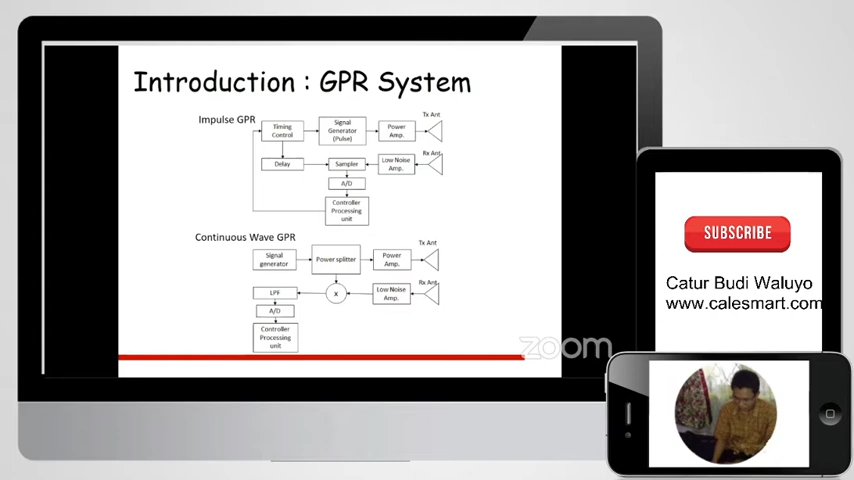 Introduction : GPR System
Impulse GPR
Timing
Control
Signal
Generator
(Pulse)
Power
Amp.
Tx Ant
Delay
Sampler
Low Noise
Amp.
Rx Ant
A/D
Controller
Processing
unit
Continuous Wave GPR
Signal
generator
Power splitter
Power
Amp.
Tx Ant
LPF
x
Low Noise
Amp.
Rx Ant
A/D
Controller
Processing
unit
zoom
SUBSCRIBE
Catur Budi Waluyo
www.calesmart.com